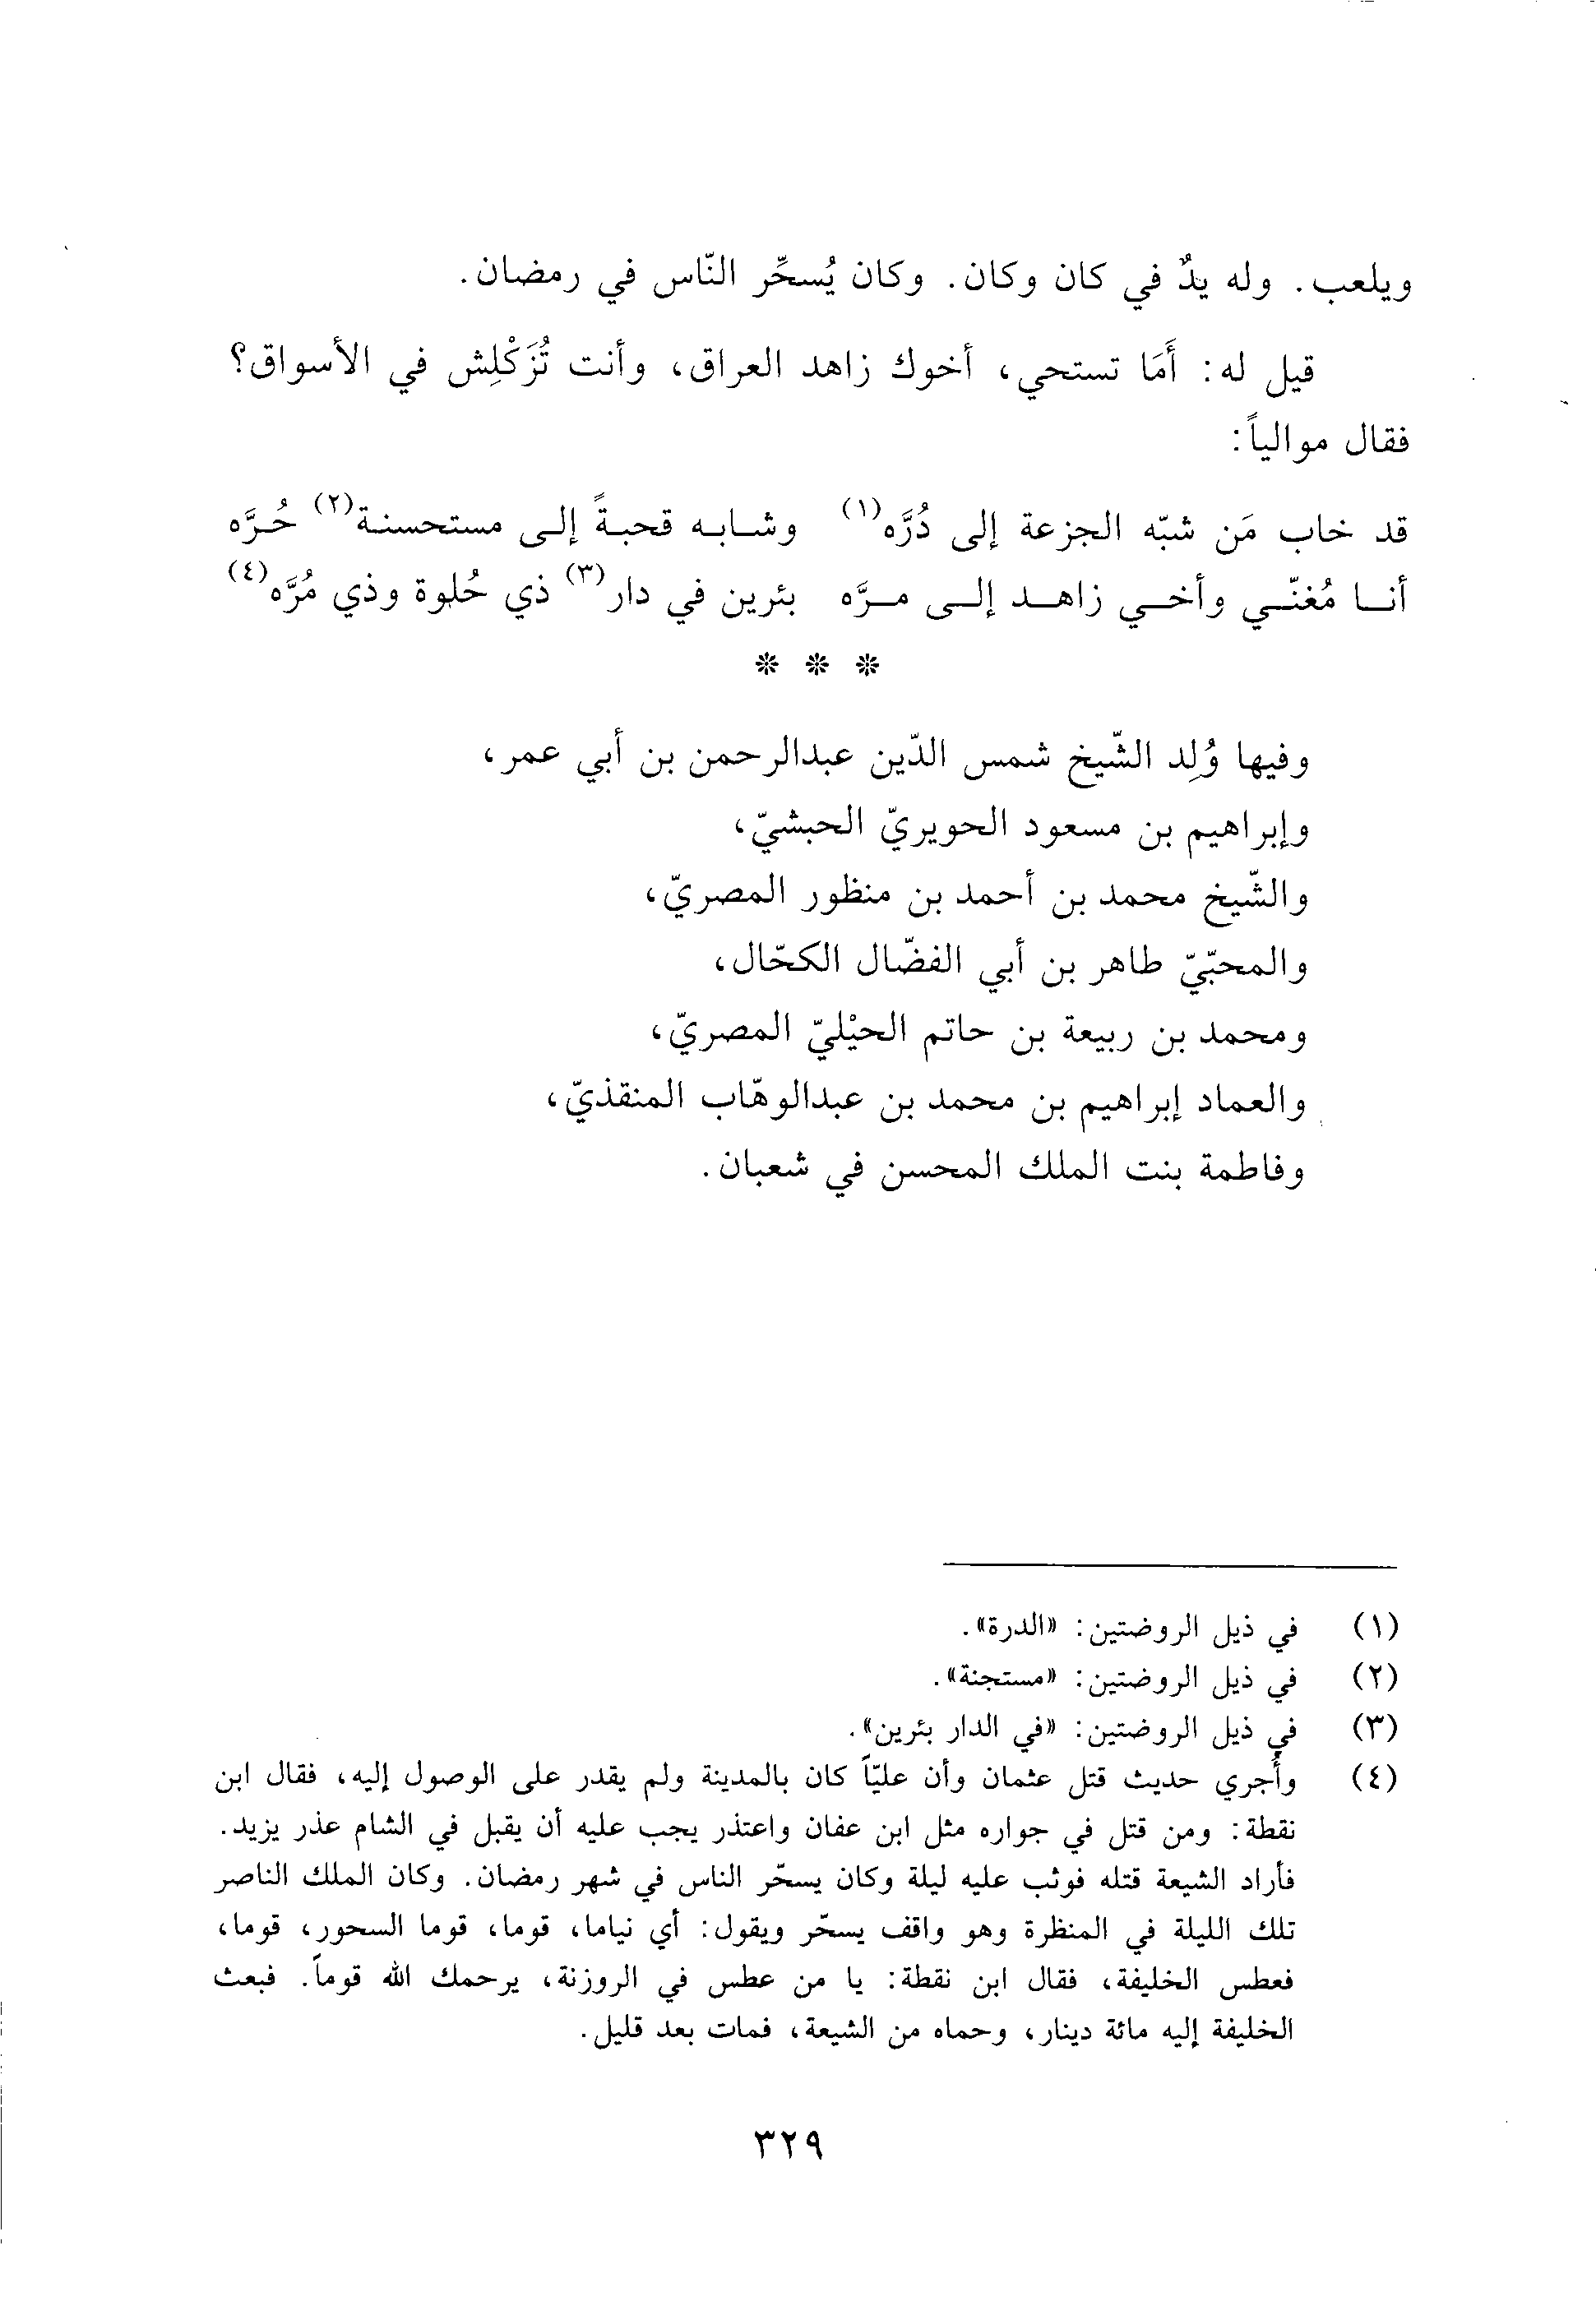 ويلعب. وله يدٌ في كان وكان. وكان يُسحِّر النّاس في رمضان.
قيل له: أَمَا تستحي، أخوك زاهد العراق، وأنت تُزَكْلِش في الأسواق؟
فقال موالياً:
قد خاب مَن شبّه الجزعة إلى دُرَّه(١) وشابه قحبةً إلى مستحسنة(٢) حُرَّه
أنا مُغنّي وأخي زاهد إلى مرَّه بئرين في دار(٣) ذي حُلوة وذي مُرَّه(٤)
* * *
وفيها وُلِد الشّيخ شمس الدّين عبدالرحمن بن أبي عمر،
وإبراهيم بن مسعود الحويريّ الحبشيّ،
والشّيخ محمد بن أحمد بن منظور المصريّ،
والمحبّيّ طاهر بن أبي الفضّال الكحّال،
ومحمد بن ربيعة بن حاتم الحيْليّ المصريّ،
والعماد إبراهيم بن محمد بن عبدالوهّاب المنقذيّ،
وفاطمة بنت الملك المحسن في شعبان.
(١) في ذيل الروضتين: «الدرة».
(٢) في ذيل الروضتين: «مستجنة».
(٣) في ذيل الروضتين: «في الدار بئرين».
(٤) وأُجري حديث قتل عثمان وأن عليّاً كان بالمدينة ولم يقدر على الوصول إليه، فقال ابن
نقطة: ومن قتل في جواره مثل ابن عفان واعتذر يجب عليه أن يقبل في الشام عذر يزيد.
فأراد الشيعة قتله فوثب عليه ليلة وكان يسحّر الناس في شهر رمضان. وكان الملك الناصر
تلك الليلة في المنظرة وهو واقف يسحّر ويقول: أي نياما، قوما، قوما السحور، قوما،
فعطس الخليفة، فقال ابن نقطة: يا من عطس في الروزنة، يرحمك الله قوماً. فبعث
الخليفة إليه مائة دينار، وحماه من الشيعة، فمات بعد قليل.
٣٢٩